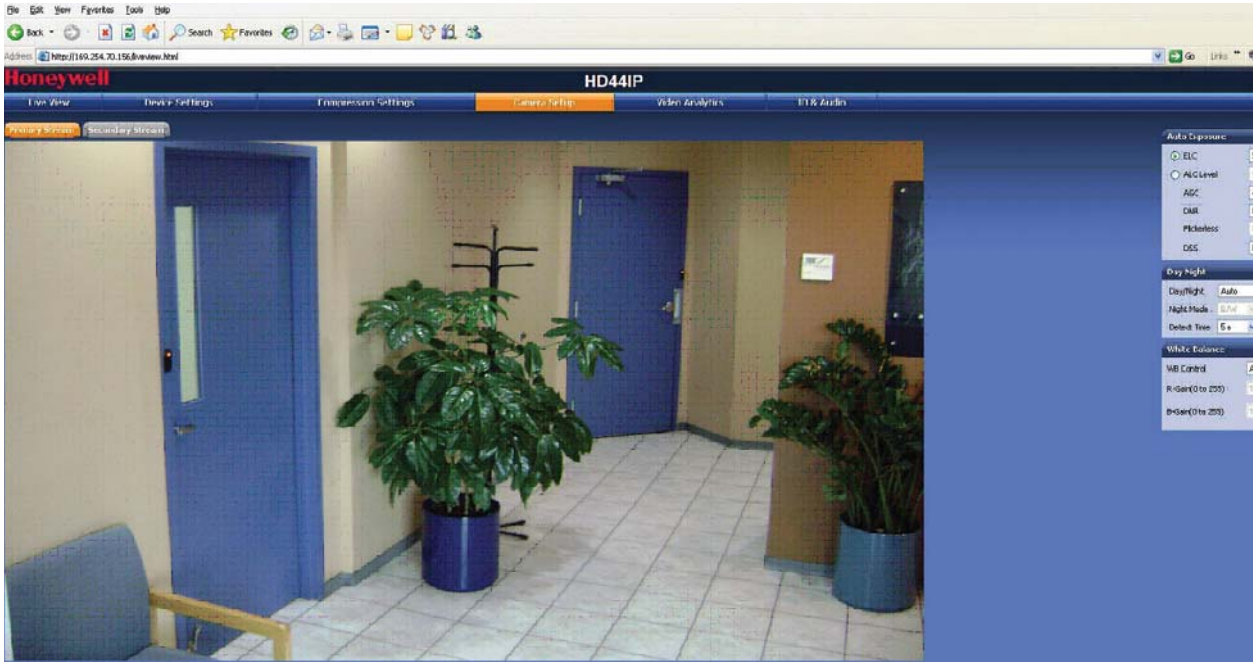 File Edit View Favorites Tools Help
Back Search Favorites
Address http://169.254.70.156/liveview.html Go Links
Honeywell
HD44IP
Live View Device Settings Compression Settings Camera Setup Video Analytics IO & Audio
Primary Stream Secondary Stream
Auto Exposure
ELC
ALC Level
AGC
DNR
Flickerless
DSS
Day Night
Day/Night Auto
Night Mode B/W
Detect Time 5 s
White Balance
WB Control
R-Gain(0 to 255)
B-Gain(0 to 255)